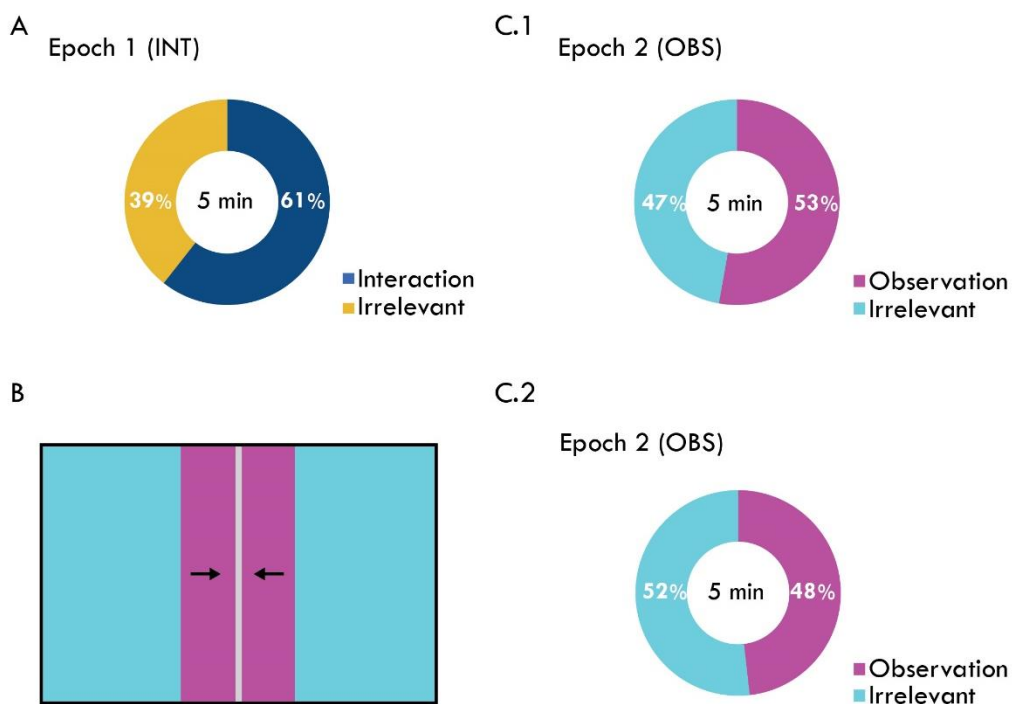 A
Epoch 1 (INT)
39%
5 min
61%
Interaction
Irrelevant
C.1
Epoch 2 (OBS)
47%
5 min
53%
Observation
Irrelevant
B
C.2
Epoch 2 (OBS)
52%
5 min
48%
Observation
Irrelevant